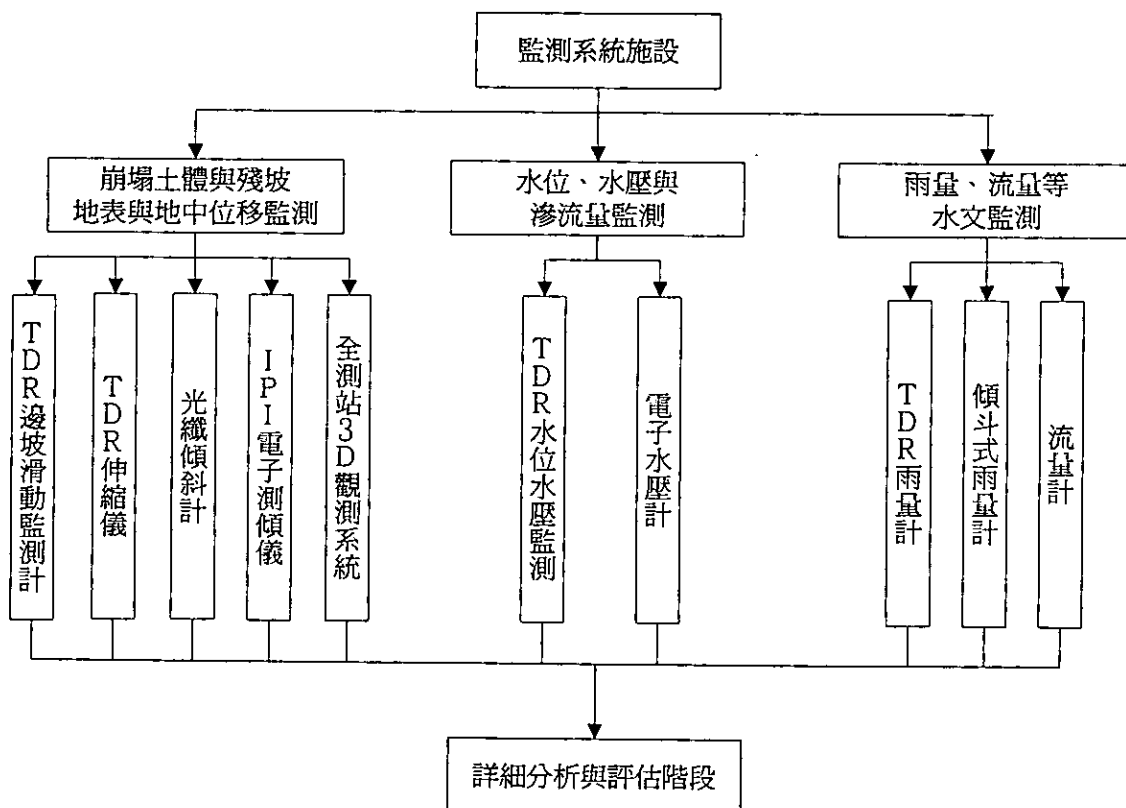 監測系統施設
崩塌土體與殘坡
地表與地中位移監測
水位、水壓與
滲流量監測
雨量、流量等
水文監測
TDR邊坡滑動監測計
TDR伸縮儀
光纖傾斜計
IPI電子測傾儀
全測站3D觀測系統
TDR水位水壓監測
電子水壓計
TDR雨量計
傾斗式雨量計
流量計
詳細分析與評估階段